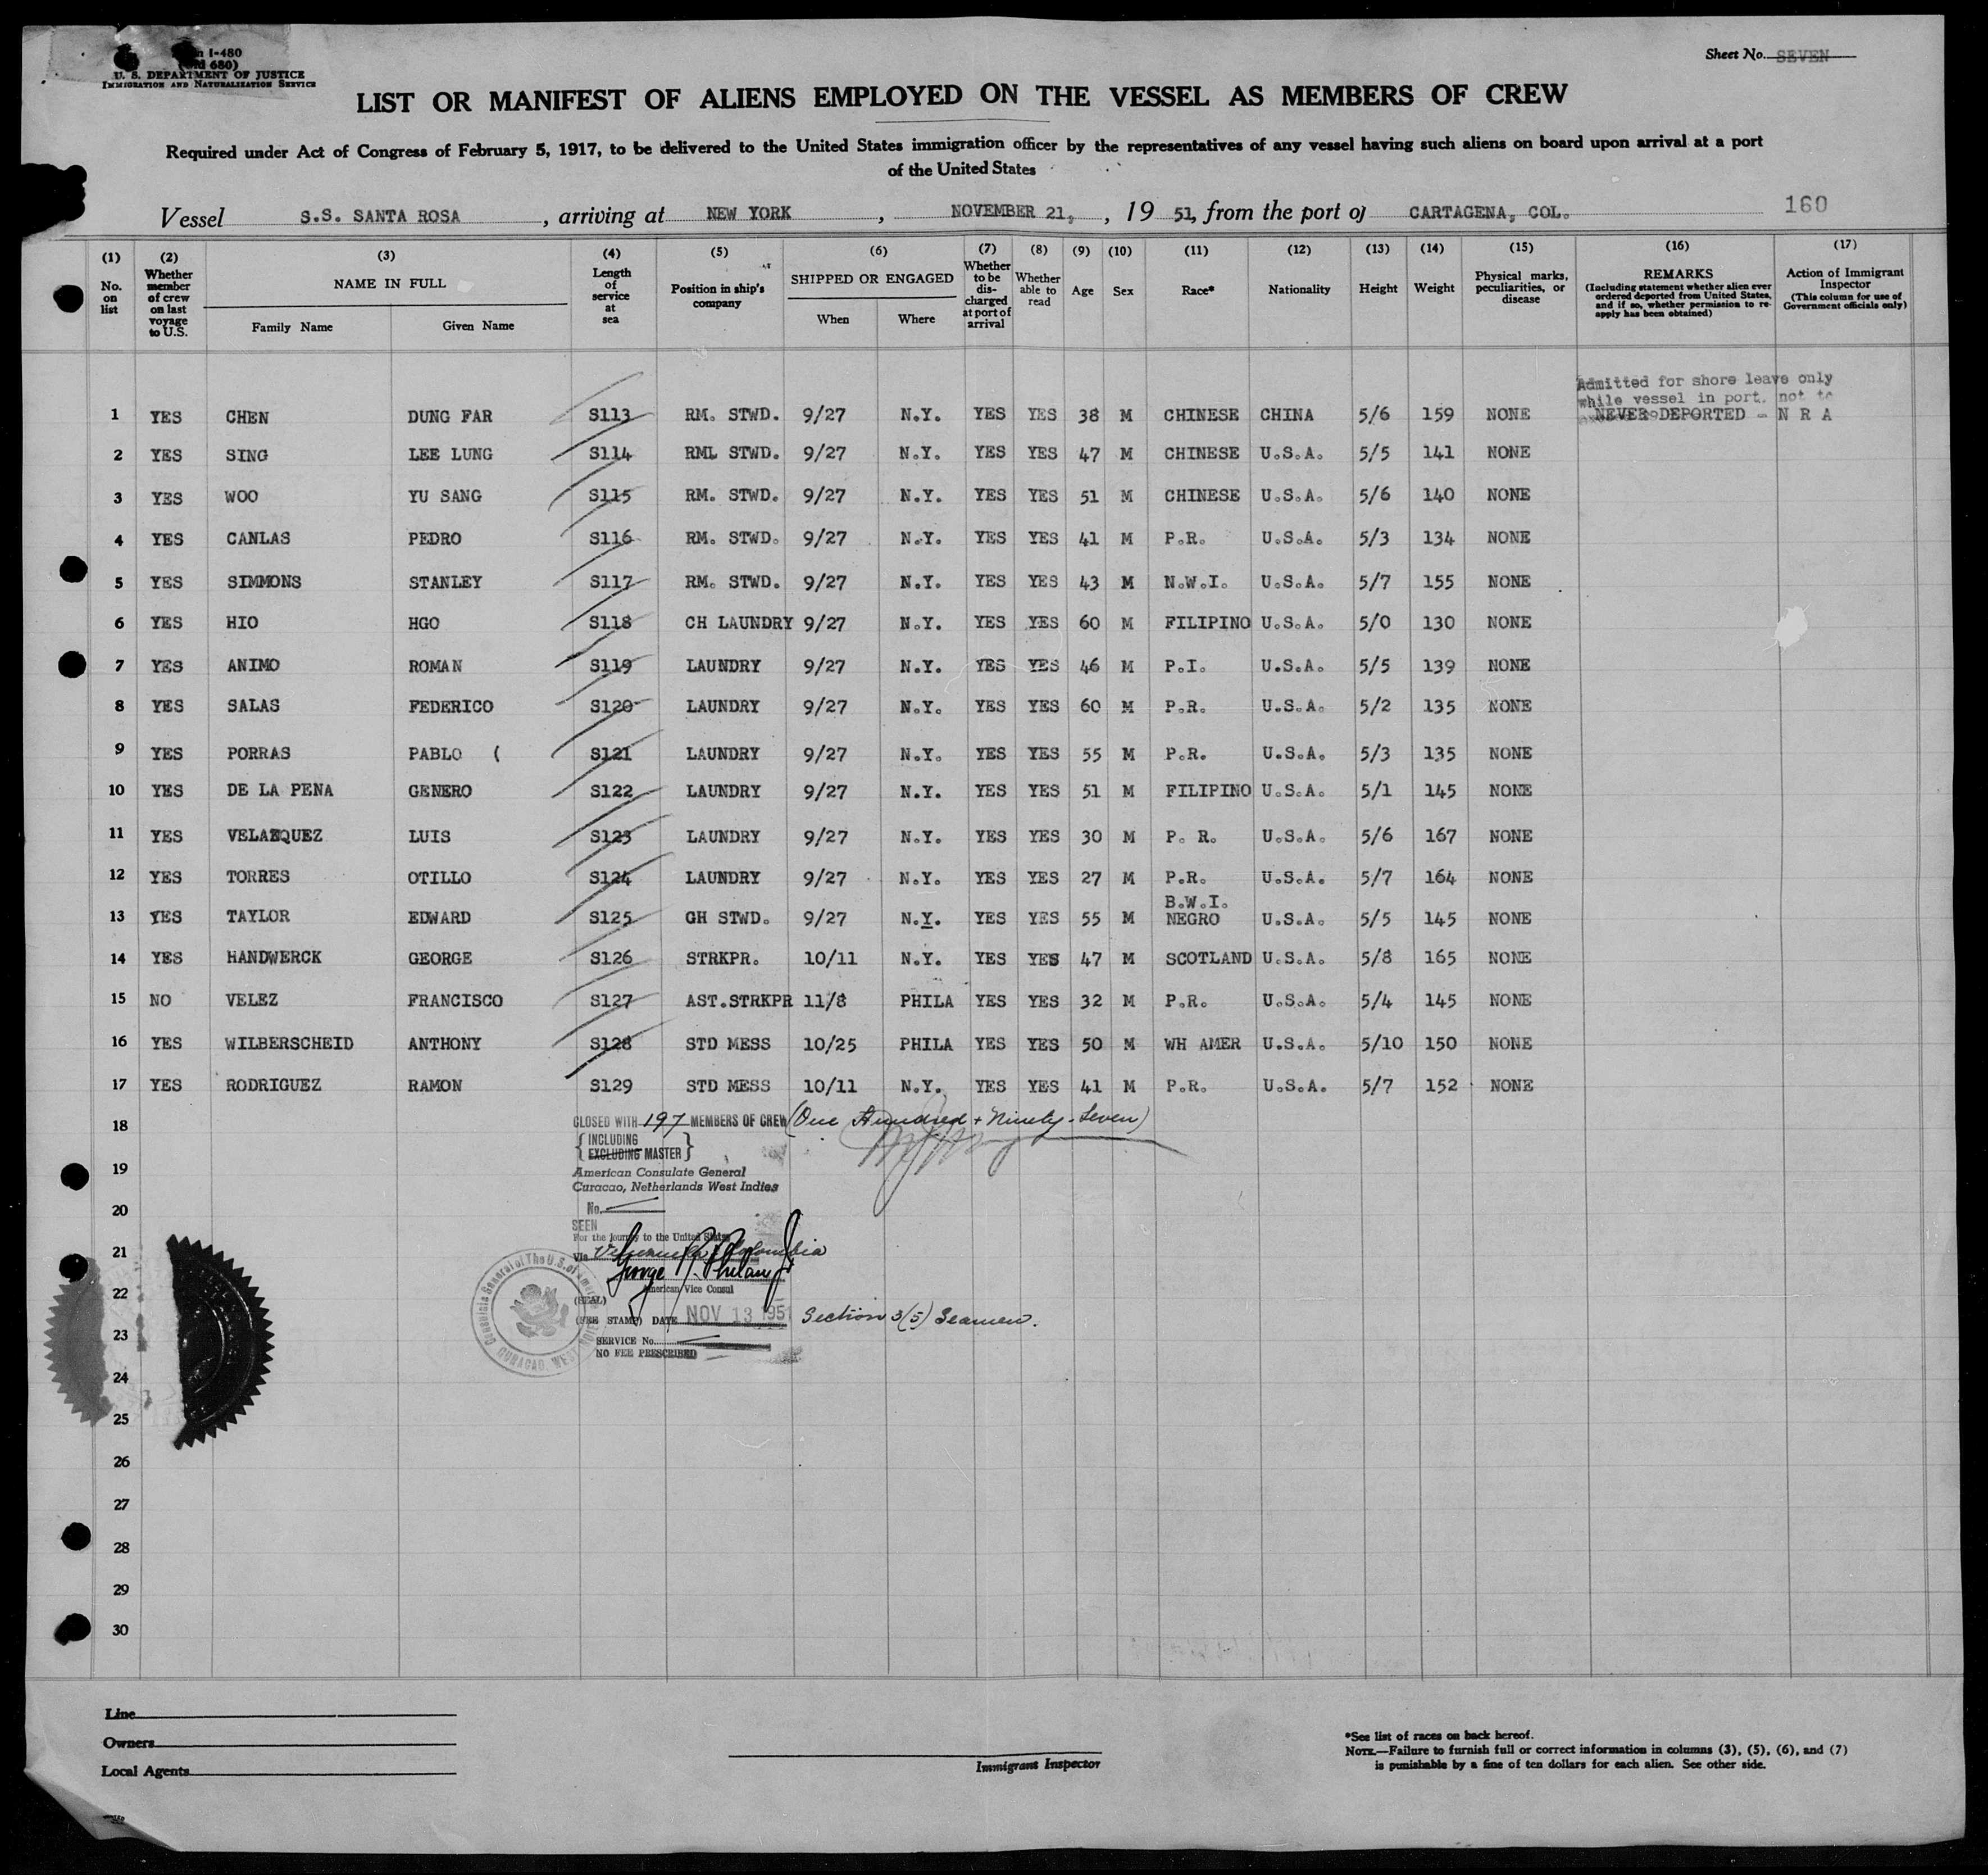 I-480
680)
U. S. DEPARTMENT OF JUSTICE
IMMIGRATION AND NATURALIZATION SERVICE
Sheet No. SEVEN
LIST OR MANIFEST OF ALIENS EMPLOYED ON THE VESSEL AS MEMBERS OF CREW
Required under Act of Congress of February 5, 1917, to be delivered to the United States immigration officer by the representatives of any vessel having such aliens on board upon arrival at a port
of the United States
Vessel S.S. SANTA ROSA, arriving at NEW YORK, NOVEMBER 21, , 19 51, from the port of CARTAGENA, COL. 160
(1) (2) (3) (4) (5) (6) (7) (8) (9) (10) (11) (12) (13) (14) (15) (16) (17)
No. on list
Whether member of crew on last voyage to U.S.
NAME IN FULL
Family Name
Given Name
Length of service at sea
Position in ship's company
SHIPPED OR ENGAGED
When
Where
Whether to be discharged at port of arrival
Whether able to read
Age
Sex
Race*
Nationality
Height
Weight
Physical marks, peculiarities, or disease
REMARKS
(Including statement whether alien ever ordered deported from United States, and if so, whether permission to re-apply has been obtained)
Action of Immigrant Inspector
(This column for use of Government officials only)
Admitted for shore leave only
while vessel in port, not to
1 YES CHEN DUNG FAR S113 RM. STWD. 9/27 N.Y. YES YES 38 M CHINESE CHINA 5/6 159 NONE NEVER DEPORTED - N R A
2 YES SING LEE LUNG S114 RML STWD. 9/27 N.Y. YES YES 47 M CHINESE U.S.A. 5/5 141 NONE
3 YES WOO YU SANG S115 RM. STWD. 9/27 N.Y. YES YES 51 M CHINESE U.S.A. 5/6 140 NONE
4 YES CANLAS PEDRO S116 RM. STWD. 9/27 N.Y. YES YES 41 M P.R. U.S.A. 5/3 134 NONE
5 YES SIMMONS STANLEY S117 RM. STWD. 9/27 N.Y. YES YES 43 M N.W.I. U.S.A. 5/7 155 NONE
6 YES HIO HGO S118 CH LAUNDRY 9/27 N.Y. YES YES 60 M FILIPINO U.S.A. 5/0 130 NONE
7 YES ANIMO ROMAN S119 LAUNDRY 9/27 N.Y. YES YES 46 M P.I. U.S.A. 5/5 139 NONE
8 YES SALAS FEDERICO S120 LAUNDRY 9/27 N.Y. YES YES 60 M P.R. U.S.A. 5/2 135 NONE
9 YES PORRAS PABLO ( S121 LAUNDRY 9/27 N.Y. YES YES 55 M P.R. U.S.A. 5/3 135 NONE
10 YES DE LA PENA GENERO S122 LAUNDRY 9/27 N.Y. YES YES 51 M FILIPINO U.S.A. 5/1 145 NONE
11 YES VELAZQUEZ LUIS S123 LAUNDRY 9/27 N.Y. YES YES 30 M P. R. U.S.A. 5/6 167 NONE
12 YES TORRES OTILLO S124 LAUNDRY 9/27 N.Y. YES YES 27 M P.R. U.S.A. 5/7 164 NONE
13 YES TAYLOR EDWARD S125 GH STWD. 9/27 N.Y. YES YES 55 M B.W.I. NEGRO U.S.A. 5/5 145 NONE
14 YES HANDWERCK GEORGE S126 STRKPR. 10/11 N.Y. YES YES 47 M SCOTLAND U.S.A. 5/8 165 NONE
15 NO VELEZ FRANCISCO S127 AST.STRKPR 11/8 PHILA YES YES 32 M P.R. U.S.A. 5/4 145 NONE
16 YES WILBERSCHEID ANTHONY S128 STD MESS 10/25 PHILA YES YES 50 M WH AMER U.S.A. 5/10 150 NONE
17 YES RODRIGUEZ RAMON S129 STD MESS 10/11 N.Y. YES YES 41 M P.R. U.S.A. 5/7 152 NONE
18
19
20
21
22
23
24
25
26
27
28
29
30
CLOSED WITH 197 MEMBERS OF CREW (One Hundred + Ninety-Seven)
INCLUDING
EXCLUDING MASTER
American Consulate General
Curacao, Netherlands West Indies
No.
SEEN
For the journey to the United States
Via Venezuela Colombia
American Vice Consul
(SEAL)
(FEE STAMP) DATE NOV 13 1951 Section 3(5) Seamen.
SERVICE No.
NO FEE PRESCRIBED
Line
Owners
Local Agents
Immigrant Inspector
*See list of races on back hereof.
NOTE.—Failure to furnish full or correct information in columns (3), (5), (6), and (7)
is punishable by a fine of ten dollars for each alien. See other side.